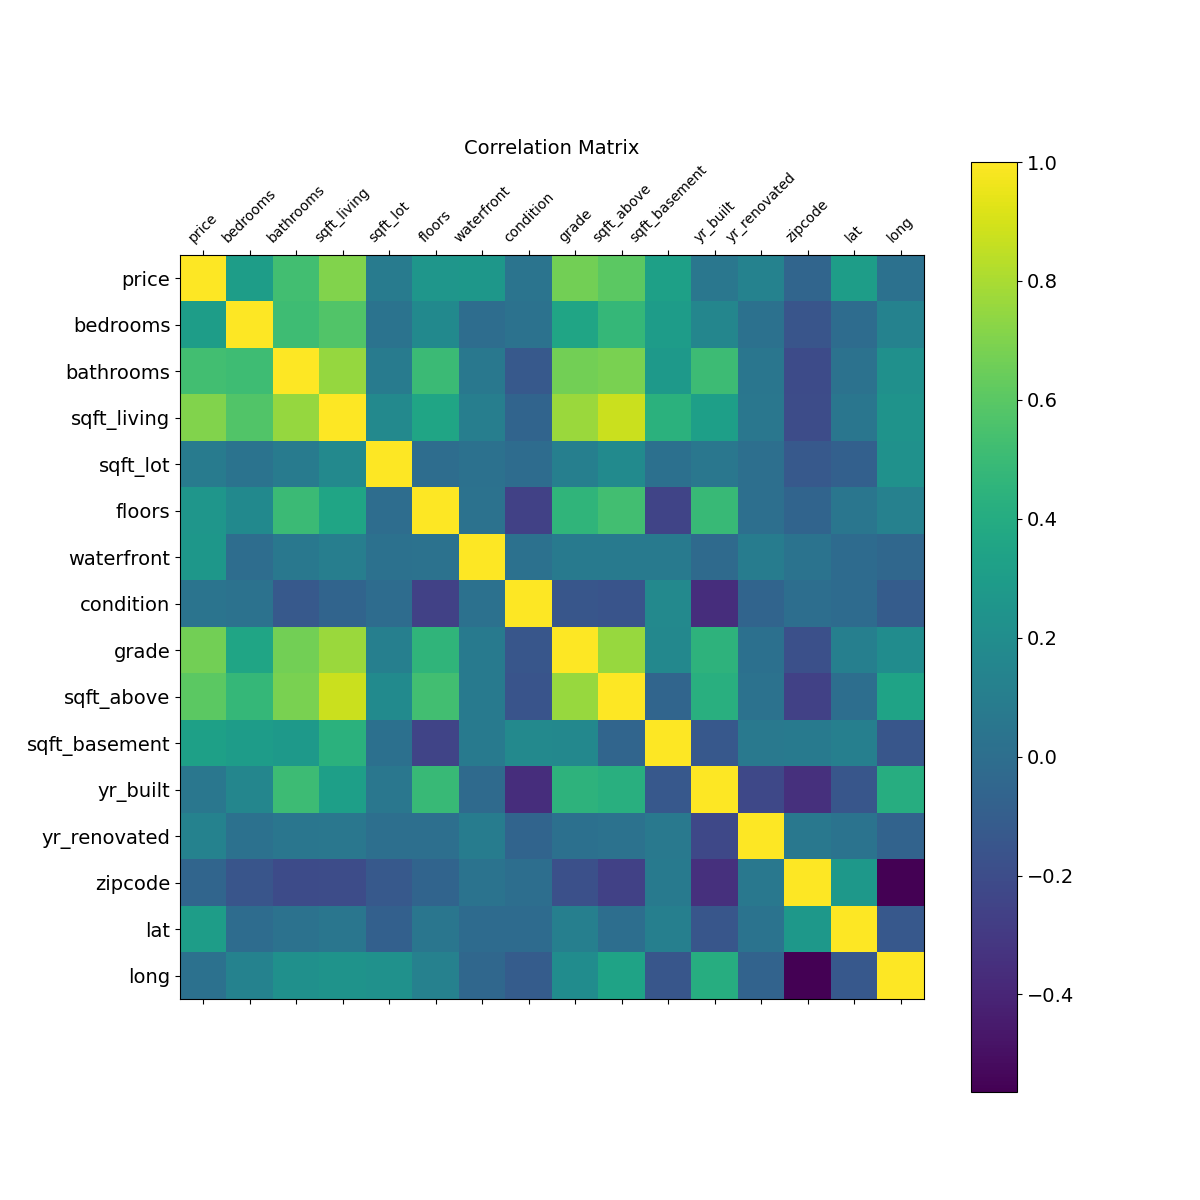 Correlation Matrix
price
bedrooms
bathrooms
sqft_living
sqft_lot
floors
waterfront
condition
grade
sqft_above
sqft_basement
yr_built
yr_renovated
zipcode
lat
long
price
bedrooms
bathrooms
sqft_living
sqft_lot
floors
waterfront
condition
grade
sqft_above
sqft_basement
yr_built
yr_renovated
zipcode
lat
long
1.0
0.8
0.6
0.4
0.2
0.0
−0.2
−0.4